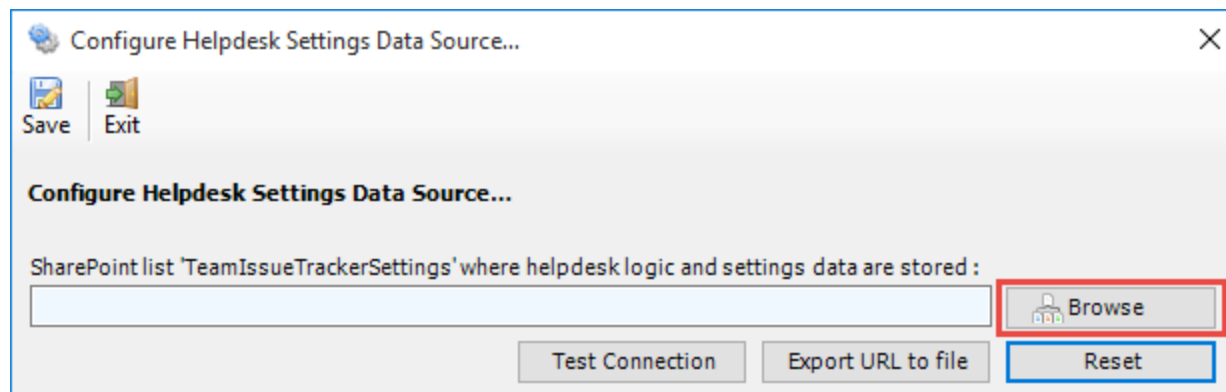 Configure Helpdesk Settings Data Source...
Save Exit
Configure Helpdesk Settings Data Source...
SharePoint list 'TeamIssueTrackerSettings' where helpdesk logic and settings data are stored :
Browse
Test Connection Export URL to file Reset